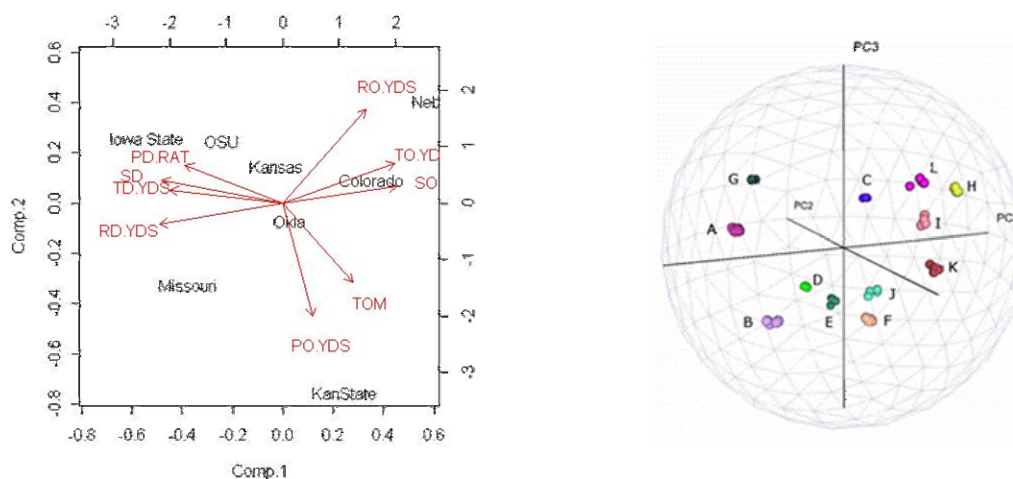 -3 -2 -1 0 1 2
0.6
0.4
0.2
0.0
-0.2
-0.4
-0.6
-0.8
Comp.2
RO.YDS
Neb
Iowa State
OSU
PD.RAT
TO.YD
Kansas
SD
Colorado
SO
TD.YDS
Okla
RD.YDS
Missouri
TOM
PO.YDS
KanState
2
1
0
-1
-2
-3
-0.8 -0.6 -0.4 -0.2 0.0 0.2 0.4 0.6
Comp.1
PC3
G
C
L
H
PC2
PC
A
I
K
D
J
B
E
F